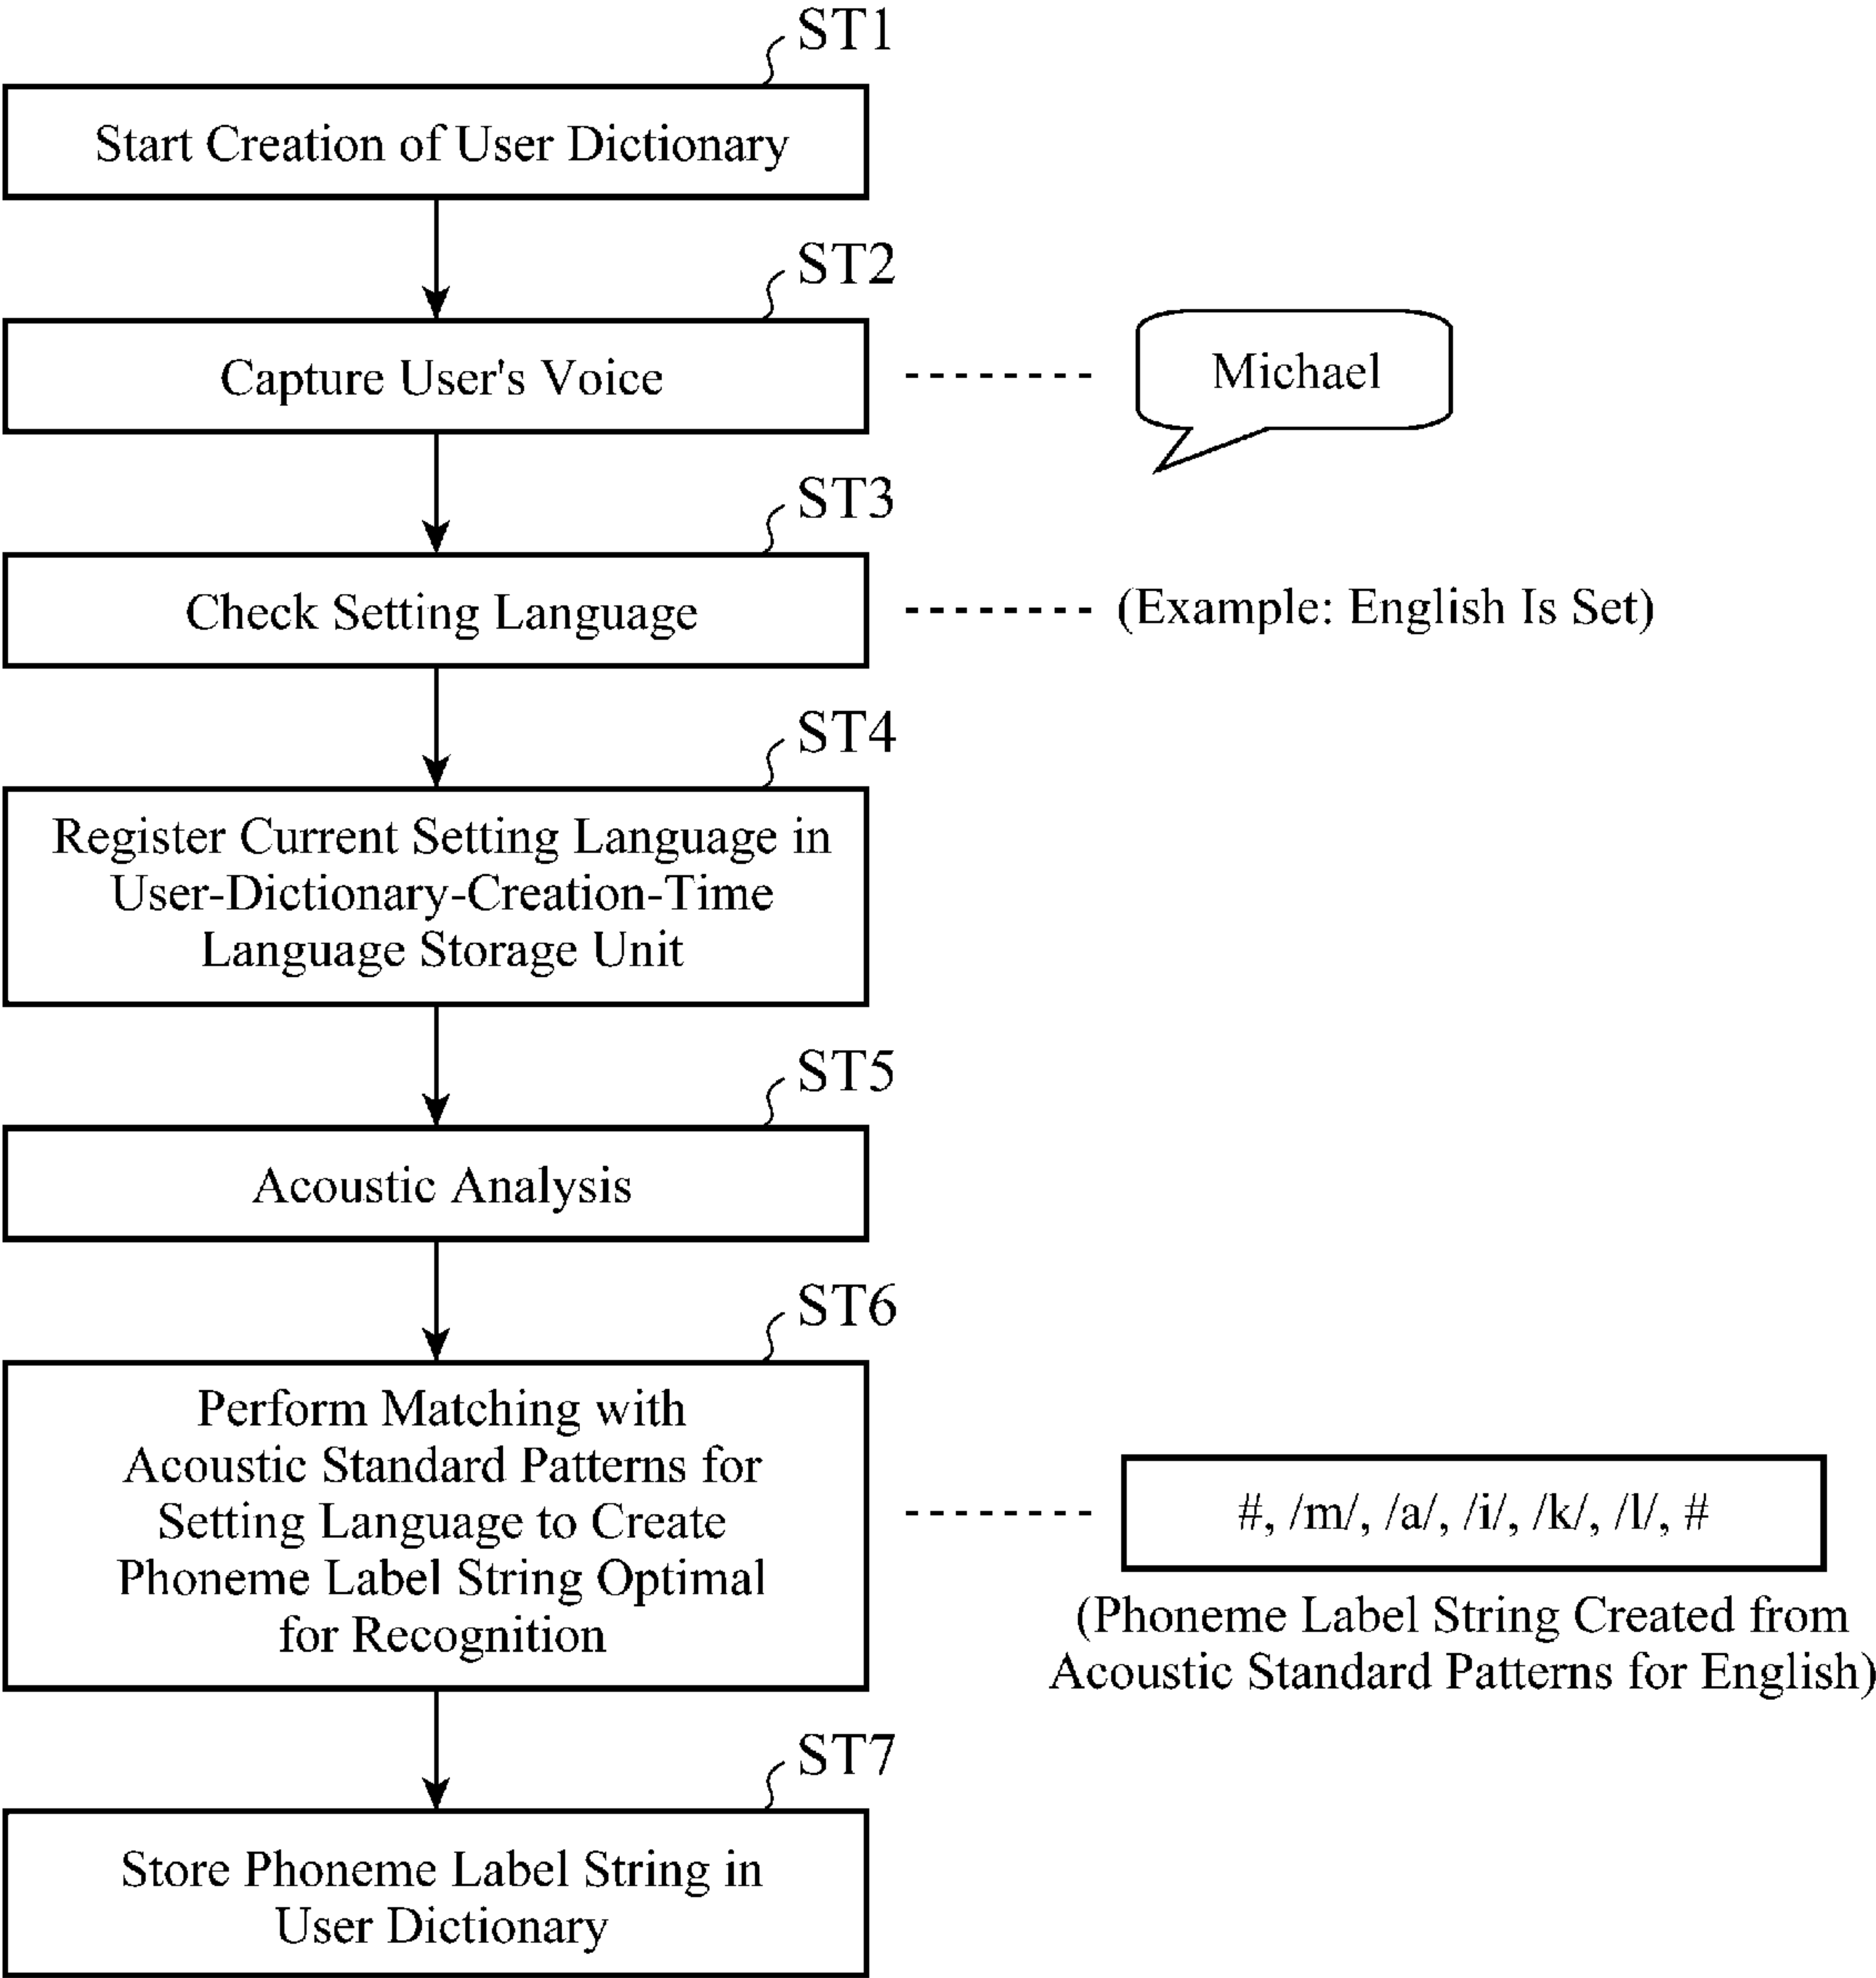 ST1
Start Creation of User Dictionary
ST2
Capture User's Voice
Michael
ST3
Check Setting Language
(Example: English Is Set)
ST4
Register Current Setting Language in
User-Dictionary-Creation-Time
Language Storage Unit
ST5
Acoustic Analysis
ST6
Perform Matching with
Acoustic Standard Patterns for
Setting Language to Create
Phoneme Label String Optimal
for Recognition
#, /m/, /a/, /i/, /k/, /l/, #
(Phoneme Label String Created from
Acoustic Standard Patterns for English)
ST7
Store Phoneme Label String in
User Dictionary